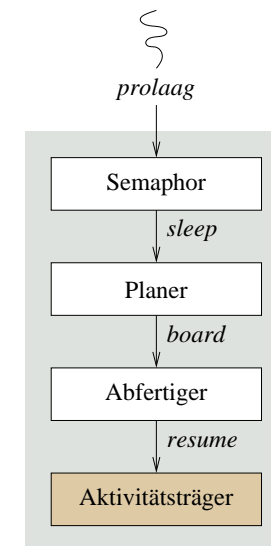 prolaag
Semaphor
sleep
Planer
board
Abfertiger
resume
Aktivitätsträger